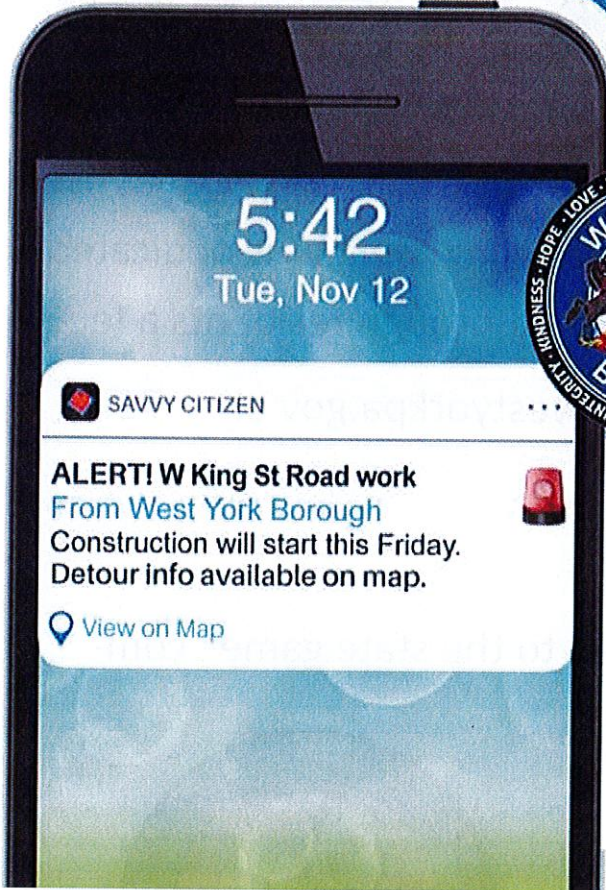 5:42
Tue, Nov 12
INTEGRITY · KINDNESS · HOPE · LOVE ·
SAVVY CITIZEN
...
ALERT! W King St Road work
From West York Borough
Construction will start this Friday.
Detour info available on map.
View on Map